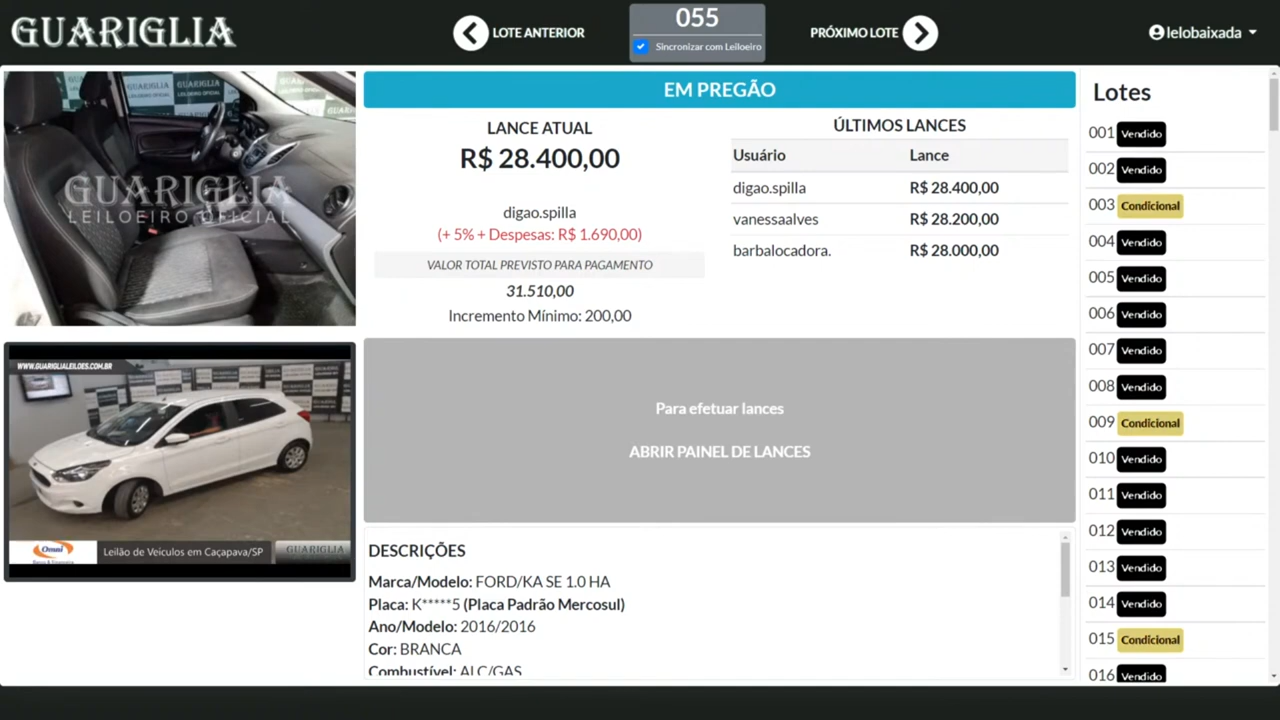 GUARIGLIA
LOTE ANTERIOR
055
Sincronizar com Leiloeiro
PRÓXIMO LOTE
lelobaixada
GUARIGLIA
LEILOEIRO OFICIAL
WWW.GUARIGLIALEILOES.COM.BR
Omni
Leilão de Veículos em Caçapava/SP
GUARIGLIA
EM PREGÃO
LANCE ATUAL
R$ 28.400,00
digao.spilla
(+ 5% + Despesas: R$ 1.690,00)
VALOR TOTAL PREVISTO PARA PAGAMENTO
31.510,00
Incremento Mínimo: 200,00
ÚLTIMOS LANCES
Usuário Lance
digao.spilla R$ 28.400,00
vanessaalves R$ 28.200,00
barbalocadora. R$ 28.000,00
Para efetuar lances
ABRIR PAINEL DE LANCES
DESCRIÇÕES
Marca/Modelo: FORD/KA SE 1.0 HA
Placa: K*****5 (Placa Padrão Mercosul)
Ano/Modelo: 2016/2016
Cor: BRANCA
Combustível: ALC/GAS
Lotes
001 Vendido
002 Vendido
003 Condicional
004 Vendido
005 Vendido
006 Vendido
007 Vendido
008 Vendido
009 Condicional
010 Vendido
011 Vendido
012 Vendido
013 Vendido
014 Vendido
015 Condicional
016 Vendido